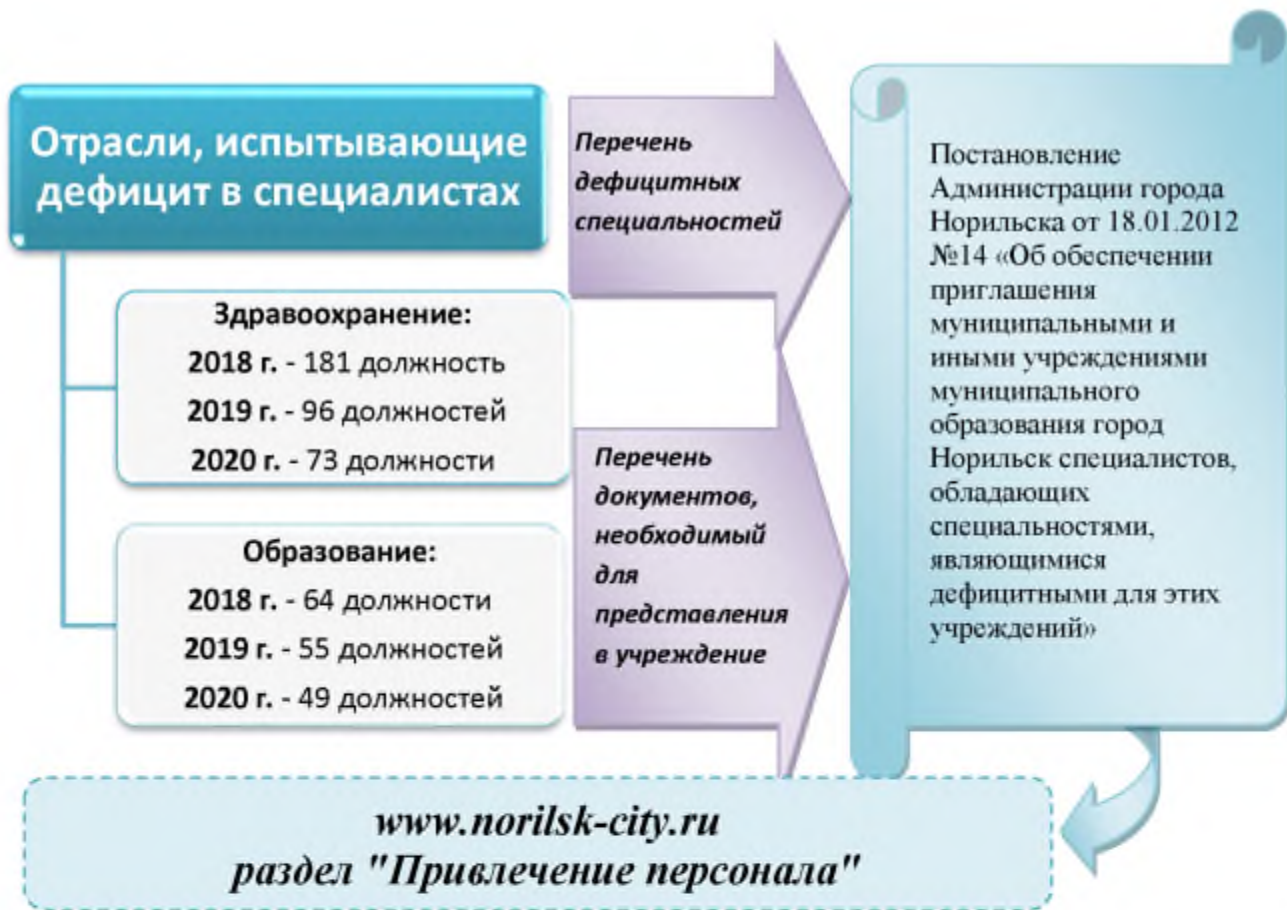 Отрасли, испытывающие
дефицит в специалистах
Здравоохранение:
2018 г. - 181 должность
2019 г. - 96 должностей
2020 г. - 73 должности
Образование:
2018 г. - 64 должности
2019 г. - 55 должностей
2020 г. - 49 должностей
Перечень
дефицитных
специальностей
Перечень
документов,
необходимый
для
представления
в учреждение
Постановление
Администрации города
Норильска от 18.01.2012
№14 «Об обеспечении
приглашения
муниципальными и
иными учреждениями
муниципального
образования город
Норильск специалистов,
обладающих
специальностями,
являющимися
дефицитными для этих
учреждений»
www.norilsk-city.ru
раздел "Привлечение персонала"